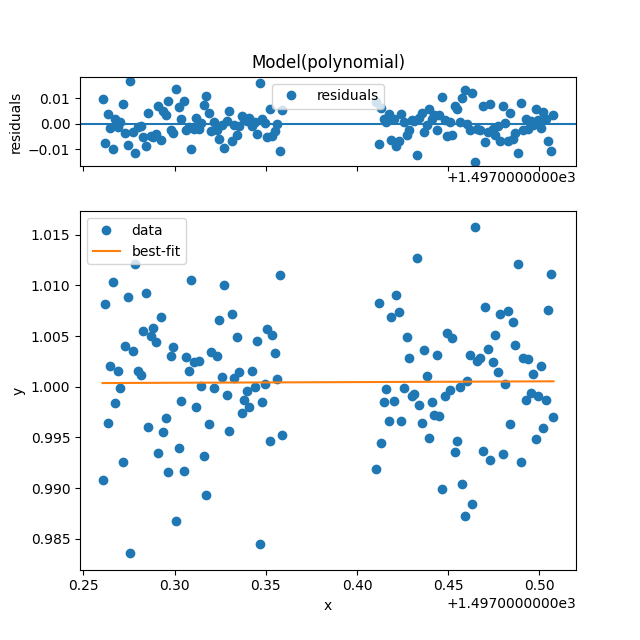 Model(polynomial)
residuals
0.01
0.00
−0.01
residuals
+1.4970000000e3
data
best-fit
y
1.015
1.010
1.005
1.000
0.995
0.990
0.985
0.25 0.30 0.35 0.40 0.45 0.50
x
+1.4970000000e3